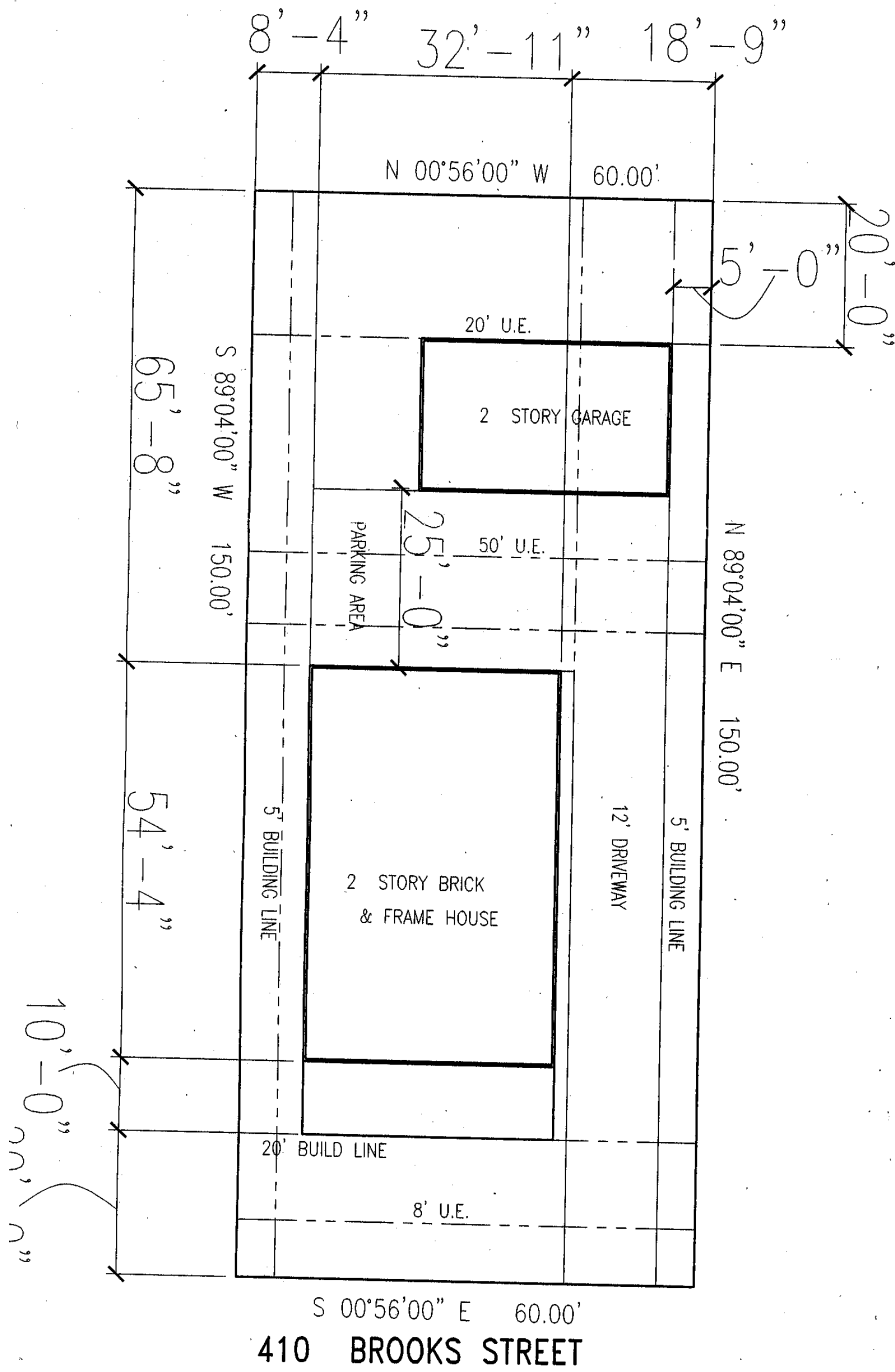 8'-4" 32'-11" 18'-9"
N 00°56'00" W 60.00'
20'-0"
5'-0"
20' U.E.
65'-8"
S 89°04'00" W 150.00'
2 STORY GARAGE
PARKING AREA
25'-0"
50' U.E.
N 89°04'00" E 150.00'
54'-4"
5' BUILDING LINE
2 STORY BRICK
& FRAME HOUSE
12' DRIVEWAY
5' BUILDING LINE
10'-0"
20' BUILD LINE
8' U.E.
S 00°56'00" E 60.00'
410 BROOKS STREET